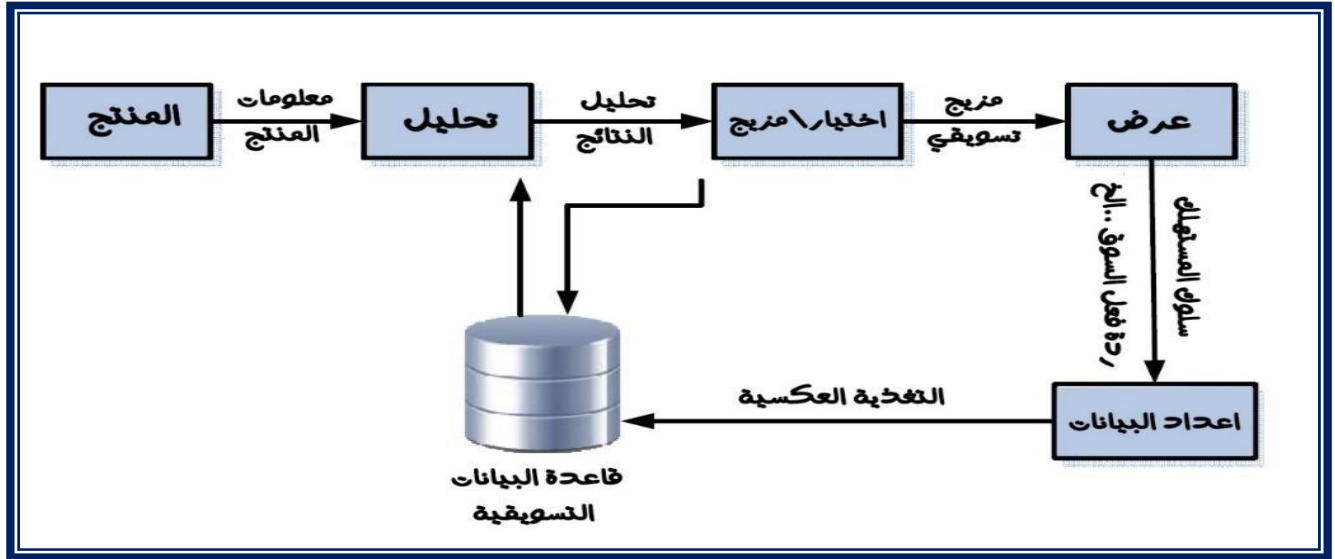 المنتج
معلومات
المنتج
تحليل
تحليل
النتائج
اختيار\مزيج
مزيج
تسويقي
عرض
سلوك المستهلك
ردة فعل السوق ..الخ
اعداد البيانات
التغذية العكسية
قاعدة البيانات
التسويقية